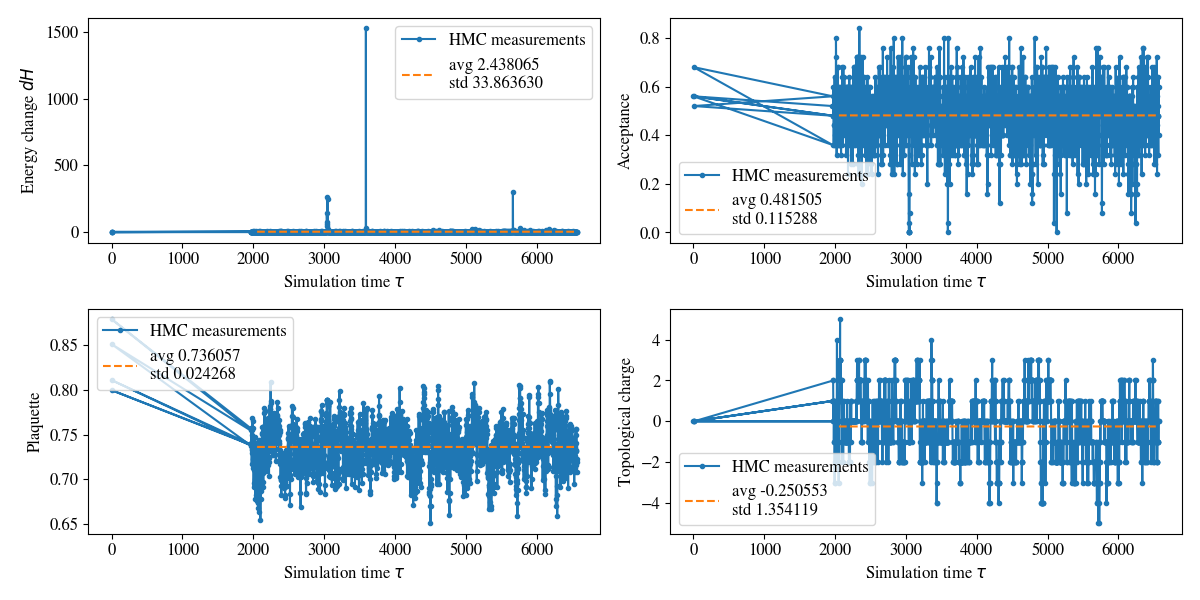 1500
1000
500
0
Energy change dH
HMC measurements
avg 2.438065
std 33.863630
0 1000 2000 3000 4000 5000 6000
Simulation time τ
0.8
0.6
0.4
0.2
0.0
Acceptance
HMC measurements
avg 0.481505
std 0.115288
0 1000 2000 3000 4000 5000 6000
Simulation time τ
0.85
0.80
0.75
0.70
0.65
Plaquette
HMC measurements
avg 0.736057
std 0.024268
0 1000 2000 3000 4000 5000 6000
Simulation time τ
4
2
0
−2
−4
Topological charge
HMC measurements
avg -0.250553
std 1.354119
0 1000 2000 3000 4000 5000 6000
Simulation time τ